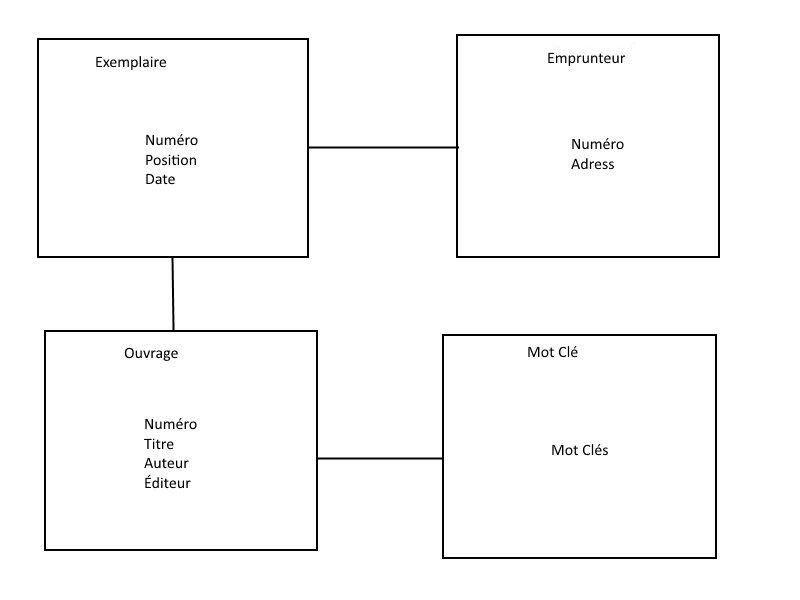 Exemplaire
Numéro
Position
Date
Emprunteur
Numéro
Adress
Ouvrage
Numéro
Titre
Auteur
Éditeur
Mot Clé
Mot Clés